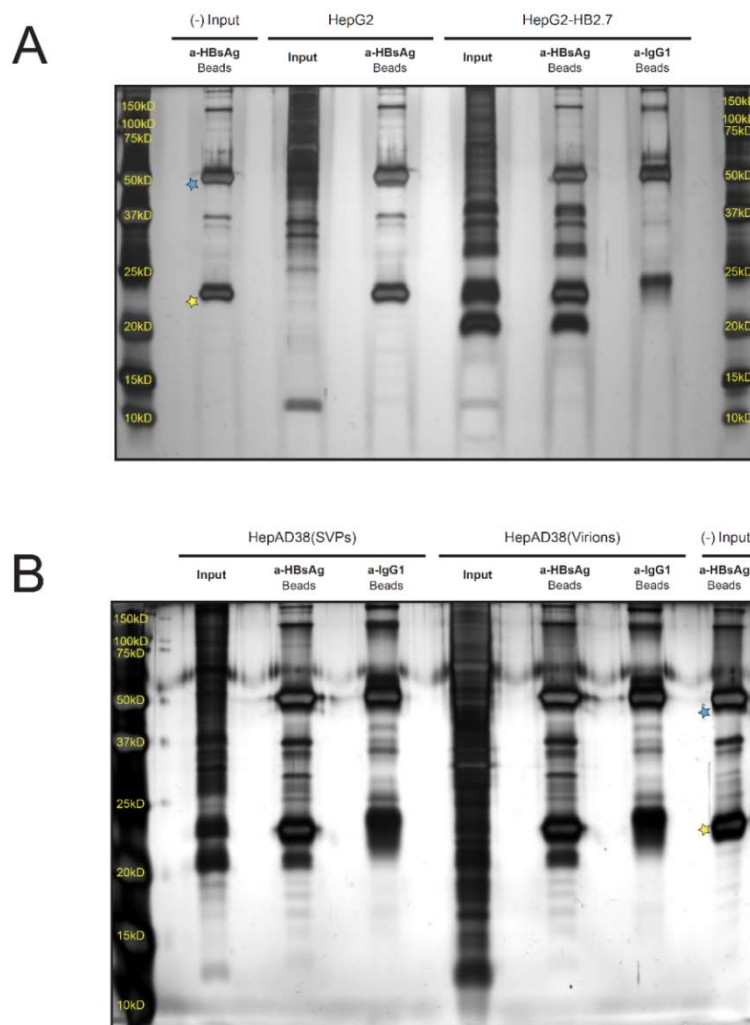 A
(-) Input HepG2 HepG2-HB2.7
a-HBsAg Input a-HBsAg Input a-HBsAg a-IgG1
Beads Beads Beads Beads
150kD 150kD
100kD 100kD
75kD 75kD
50kD 50kD
37kD 37kD
25kD 25kD
20kD 20kD
15kD 15kD
10kD 10kD
B
HepAD38(SVPs) HepAD38(Virions) (-) Input
Input a-HBsAg a-IgG1 Input a-HBsAg a-IgG1 a-HBsAg
Beads Beads Beads Beads Beads
150kD
100kD
75kD
50kD
37kD
25kD
20kD
15kD
10kD